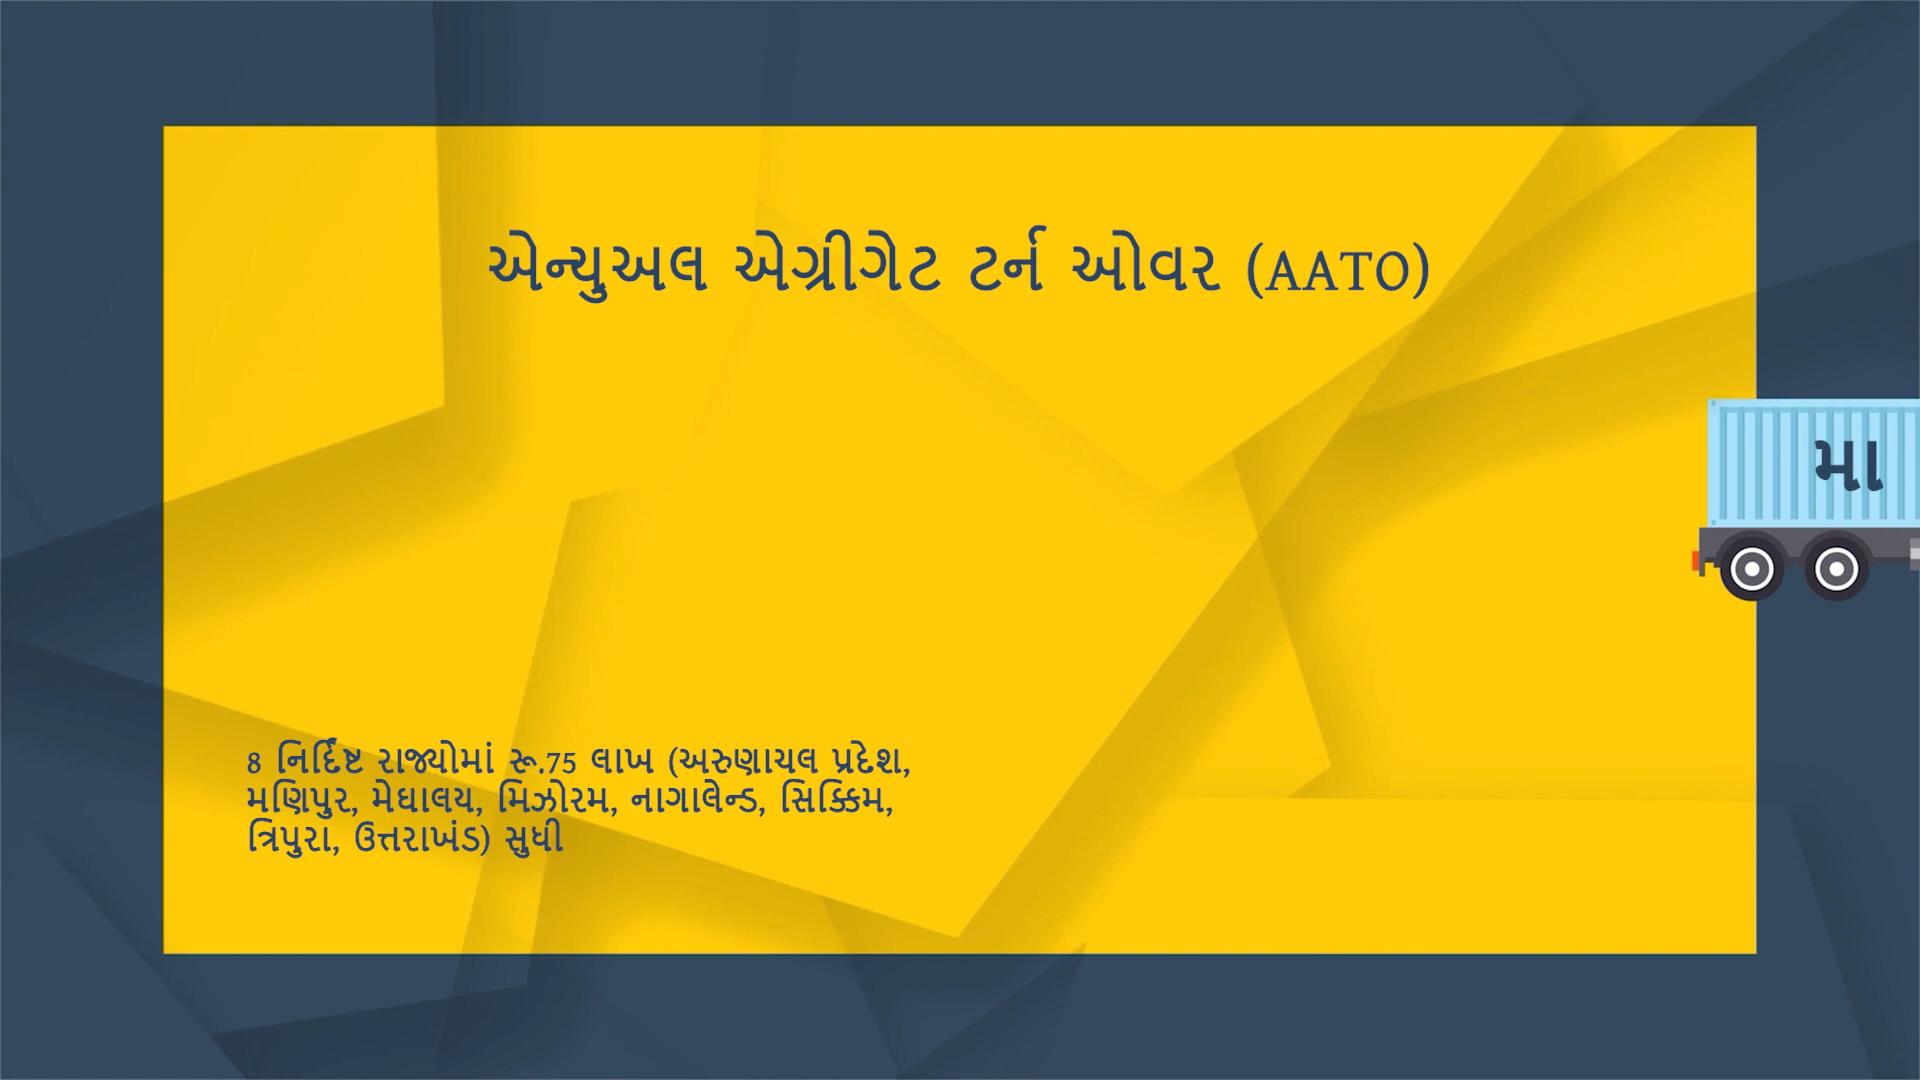 એન્યુઅલ એગ્રીગેટ ટર્ન ઓવર (AATO)
મા
8 નિર્દિષ્ટ રાજ્યોમાં રૂ.75 લાખ (અરુણાચલ પ્રદેશ,
મણિપુર, મેઘાલય, મિઝોરમ, નાગાલેન્ડ, સિક્કિમ,
ત્રિપુરા, ઉત્તરાખંડ) સુધી